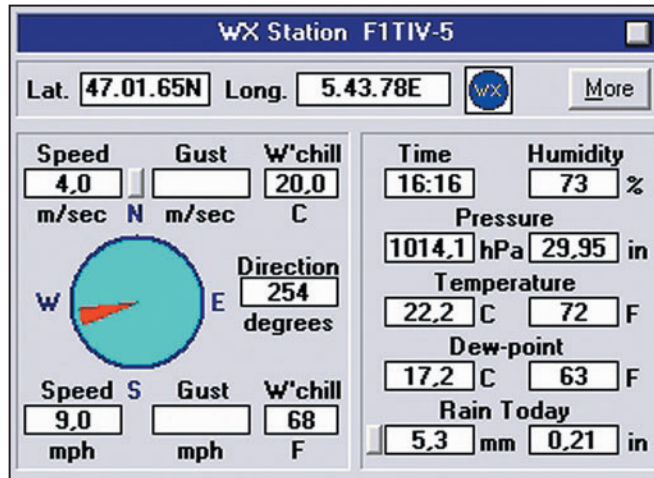 WX Station F1TIV-5
Lat. 47.01.65N Long. 5.43.78E WX More
Speed Gust W'chill
4,0 20,0
m/sec N m/sec C
W E
Direction
254
degrees
Speed S Gust W'chill
9,0 68
mph mph F
Time Humidity
16:16 73 %
Pressure
1014,1 hPa 29,95 in
Temperature
22,2 C 72 F
Dew-point
17,2 C 63 F
Rain Today
5,3 mm 0,21 in